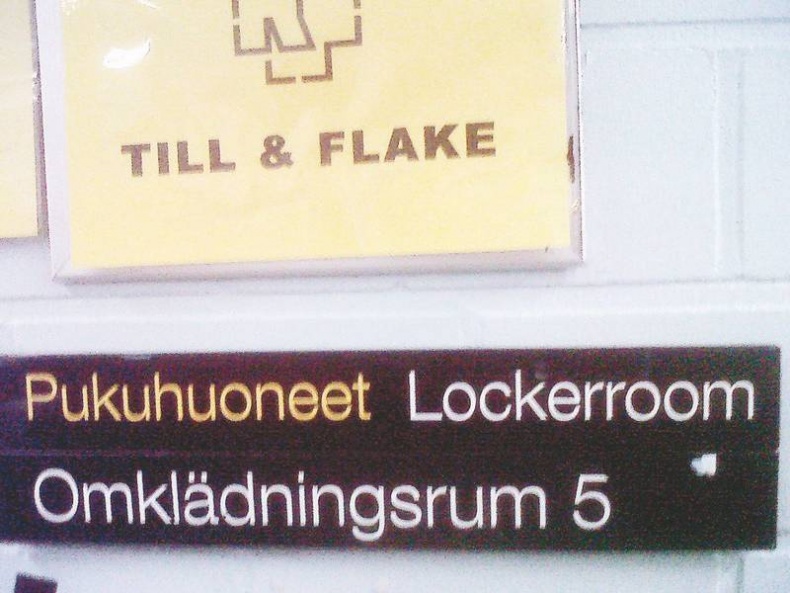 TILL & FLAKE
Pukuhuoneet Lockerroom
Omklädningsrum 5